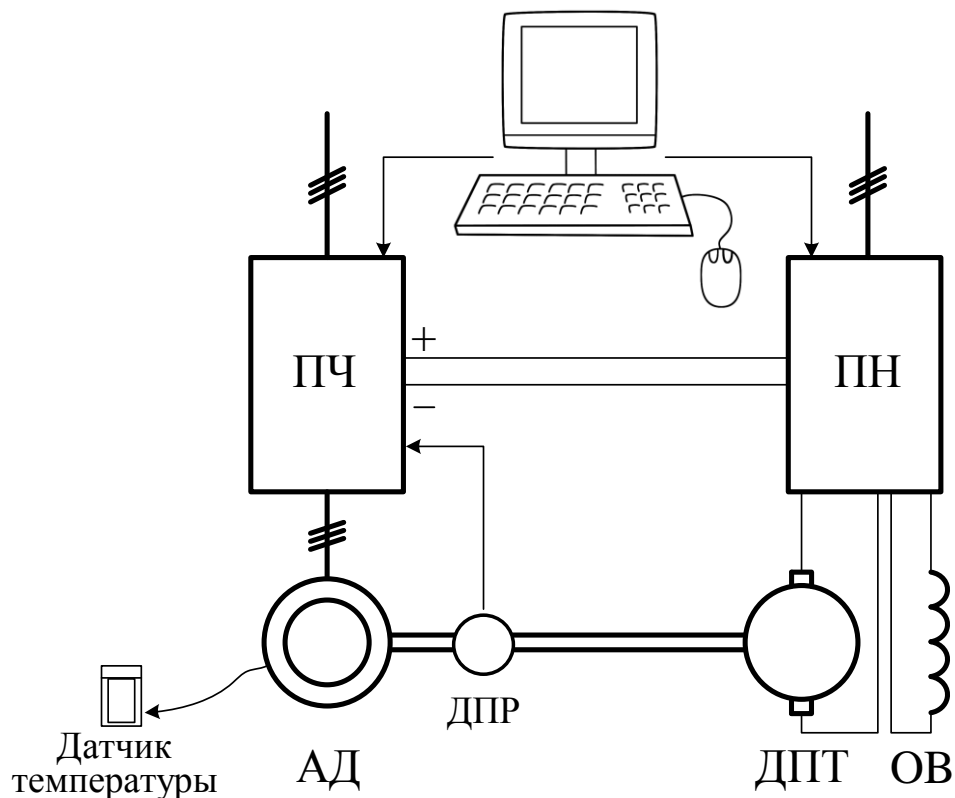 +
ПЧ
ПН
–
ДПР
Датчик
температуры
АД
ДПТ
ОВ